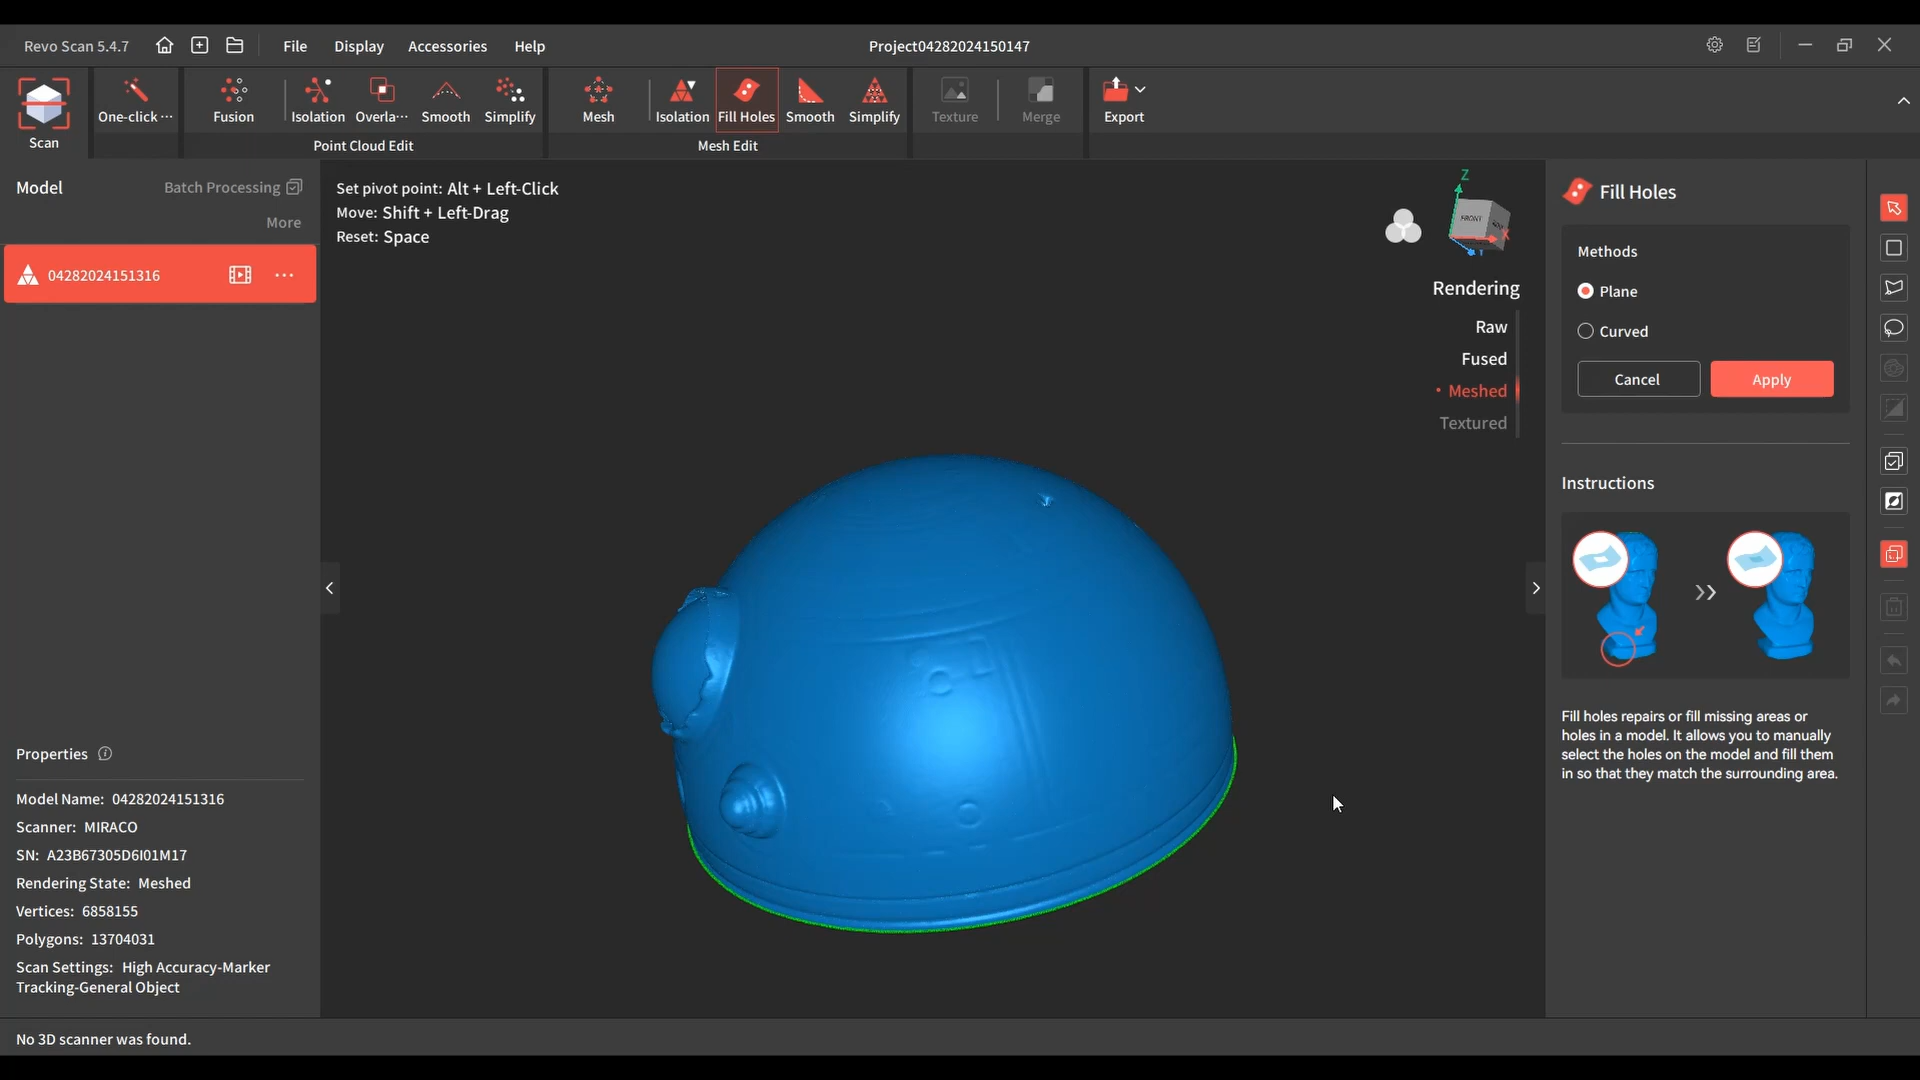 Revo Scan 5.4.7
File
Display
Accessories
Help
Project04282024150147
Scan
One-click ···
Fusion
Isolation
Overla···
Smooth
Simplify
Point Cloud Edit
Mesh
Isolation
Fill Holes
Smooth
Simplify
Mesh Edit
Texture
Merge
Export
Model
Batch Processing
More
04282024151316
Set pivot point: Alt + Left-Click
Move: Shift + Left-Drag
Reset: Space
Z
FRONT
X
Y
Rendering
Raw
Fused
Meshed
Textured
Fill Holes
Methods
Plane
Curved
Cancel
Apply
Instructions
Fill holes repairs or fill missing areas or
holes in a model. It allows you to manually
select the holes on the model and fill them
in so that they match the surrounding area.
Properties
Model Name: 04282024151316
Scanner: MIRACO
SN: A23B67305D6I01M17
Rendering State: Meshed
Vertices: 6858155
Polygons: 13704031
Scan Settings: High Accuracy-Marker
Tracking-General Object
No 3D scanner was found.